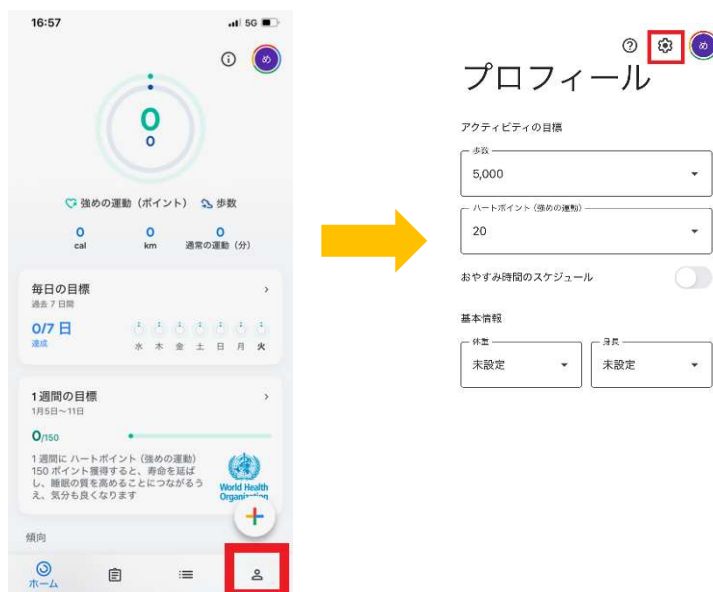 16:57
5G
め
0
0
強めの運動（ポイント） 歩数
0 0 0
cal km 通常の運動（分）
毎日の目標
過去 7 日間
0/7 日
達成
水 木 金 土 日 月 火
1 週間の目標
1月5日～11日
0/150
1 週間に ハートポイント（強めの運動）
150 ポイント獲得すると、寿命を延ば
し、睡眠の質を高めることにつながるう
え、気分も良くなります
World Health
Organization
傾向
ホーム
め
プロフィール
アクティビティの目標
歩数
5,000
ハートポイント（強めの運動）
20
おやすみ時間のスケジュール
基本情報
体重 身長
未設定 未設定